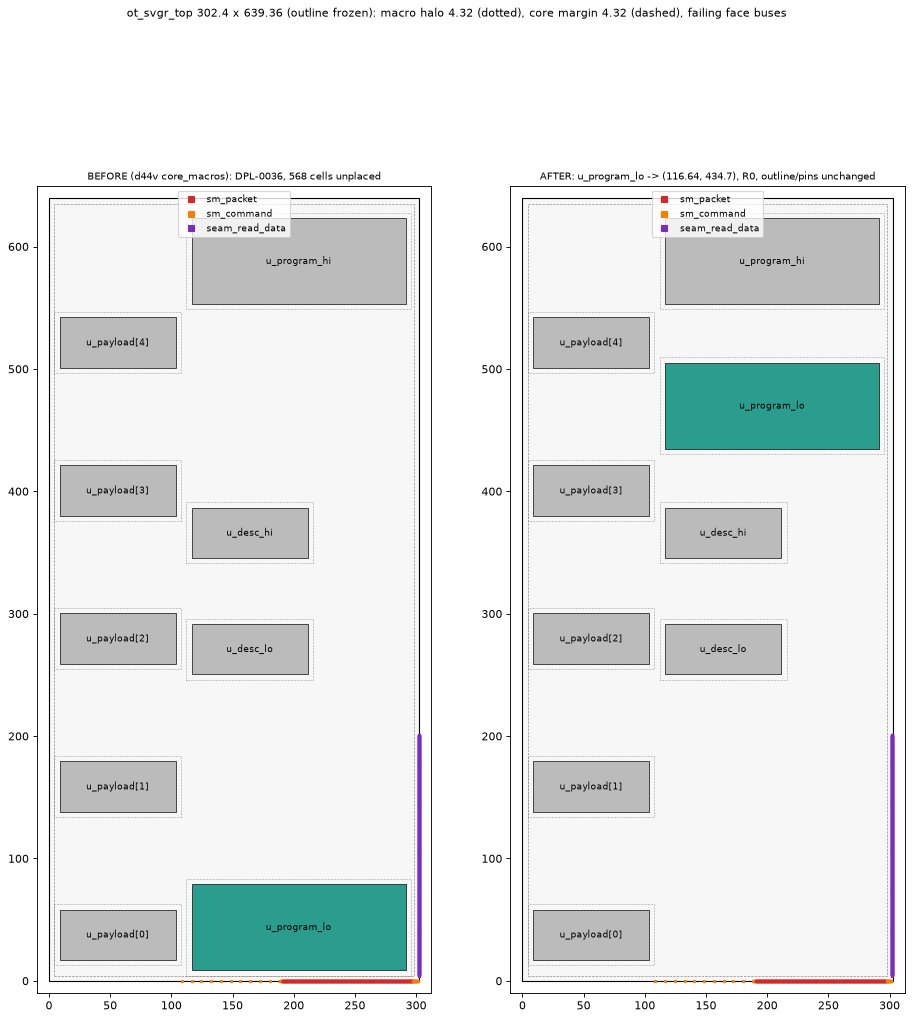 ot_svgr_top 302.4 x 639.36 (outline frozen): macro halo 4.32 (dotted), core margin 4.32 (dashed), failing face buses
BEFORE (d44v core_macros): DPL-0036, 568 cells unplaced
sm_packet
sm_command
seam_read_data
u_program_hi
u_payload[4]
u_payload[3]
u_desc_hi
u_payload[2]
u_desc_lo
u_payload[1]
u_payload[0]
u_program_lo
600
500
400
300
200
100
0
0 50 100 150 200 250 300
AFTER: u_program_lo -> (116.64, 434.7), R0, outline/pins unchanged
sm_packet
sm_command
seam_read_data
u_program_hi
u_payload[4]
u_program_lo
u_payload[3]
u_desc_hi
u_payload[2]
u_desc_lo
u_payload[1]
u_payload[0]
600
500
400
300
200
100
0
0 50 100 150 200 250 300